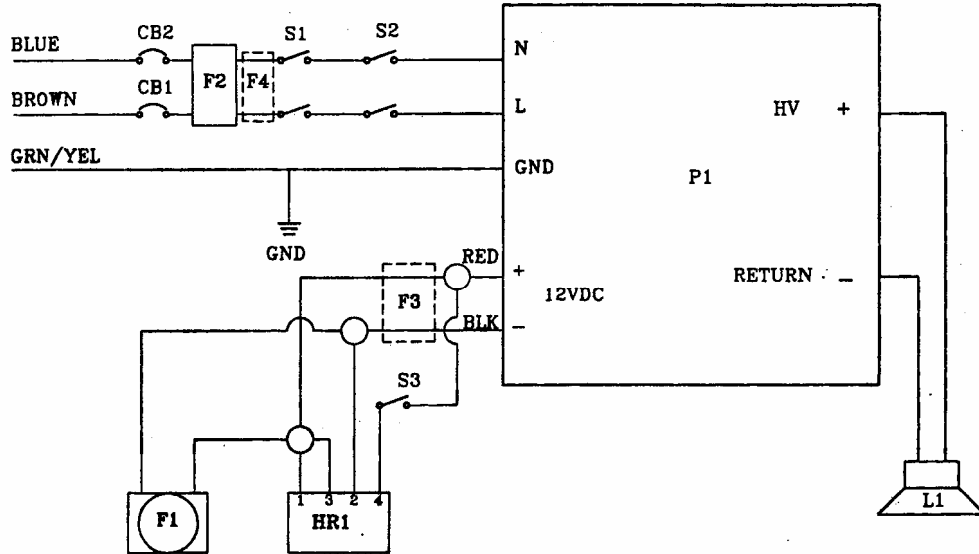 BLUE
CB2
S1
S2
N
F2
F4
BROWN
CB1
L
HV +
GRN/YEL
GND
P1
GND
RED
+
RETURN −
12VDC
F3
BLK
−
S3
1 3 2 4
F1
HR1
L1